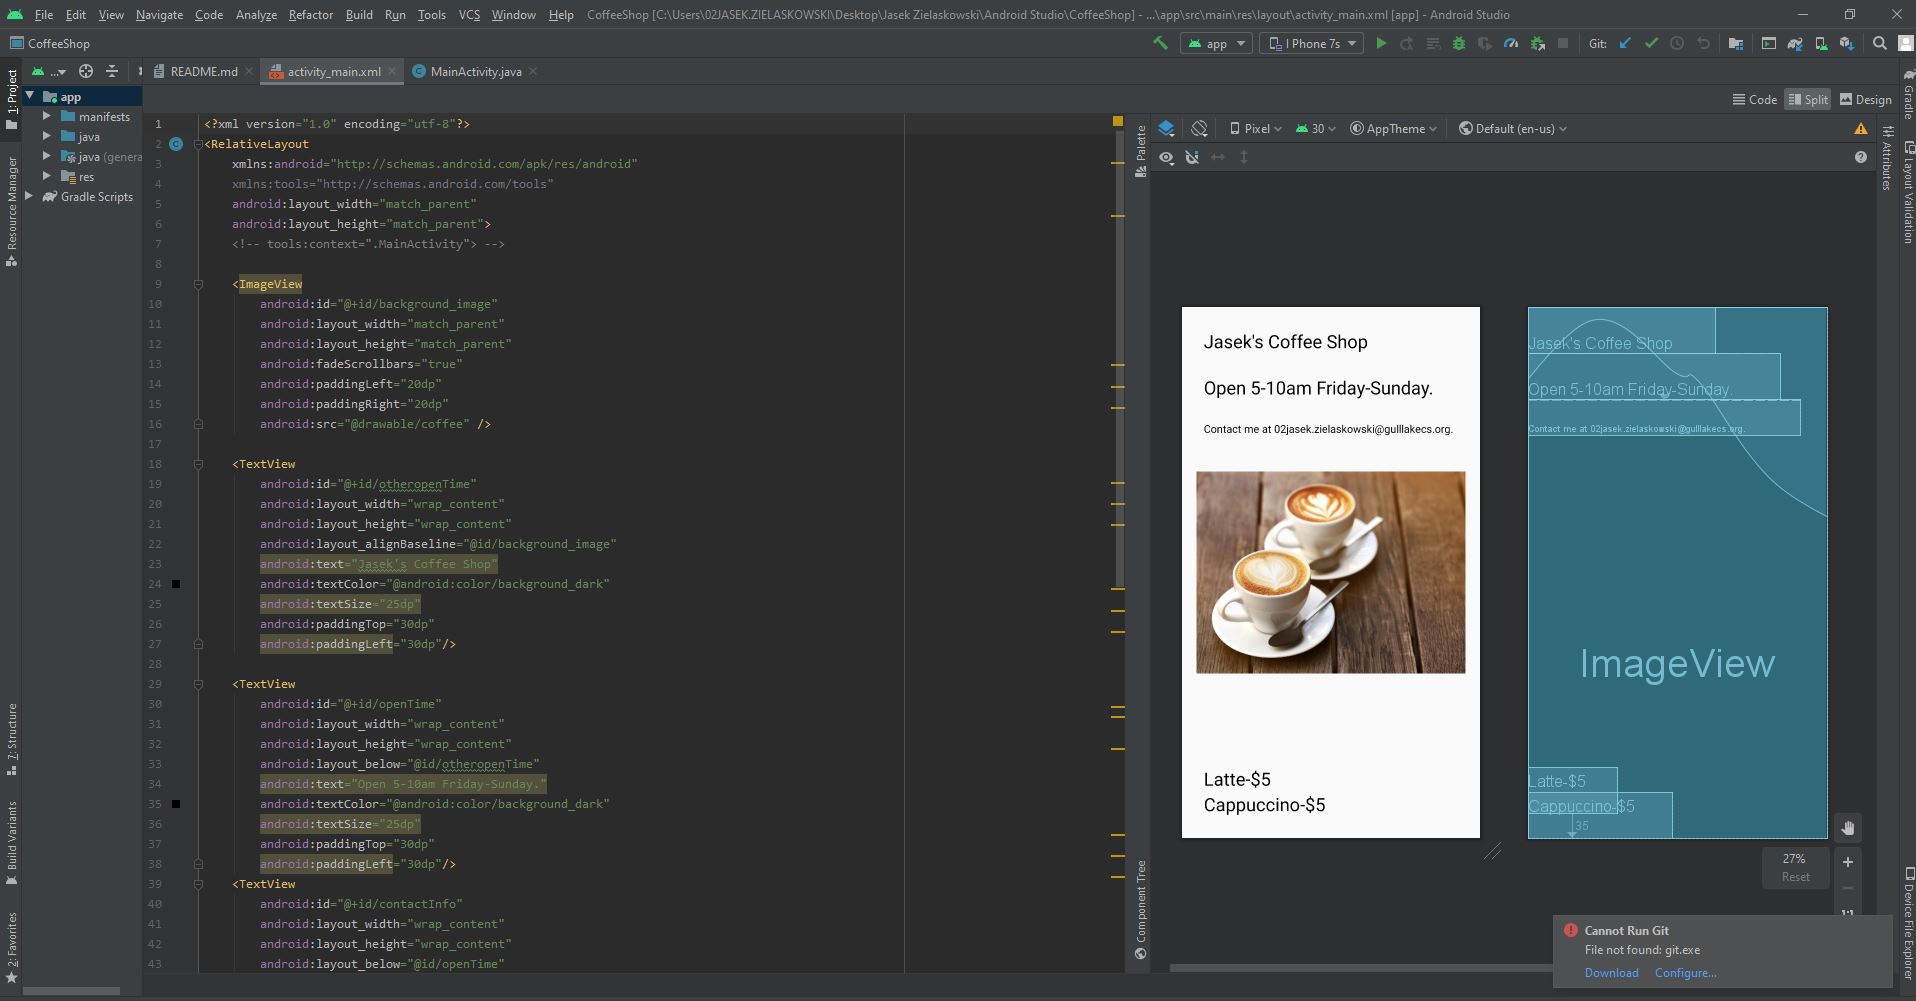 File Edit View Navigate Code Analyze Refactor Build Run Tools VCS Window Help CoffeeShop [C:\Users\02JASEK.ZIELASKOWSKI\Desktop\Jasek Zielaskowski\Android Studio\CoffeeShop] - ...\app\src\main\res\layout\activity_main.xml [app] - Android Studio
CoffeeShop
app
I Phone 7s
Git:
1: Project
...
README.md
activity_main.xml
MainActivity.java
app
manifests
java
java (genera
res
Gradle Scripts
Resource Manager
7: Structure
Build Variants
2: Favorites
Code Split Design
1 <?xml version="1.0" encoding="utf-8"?>
2 <RelativeLayout
3 xmlns:android="http://schemas.android.com/apk/res/android"
4 xmlns:tools="http://schemas.android.com/tools"
5 android:layout_width="match_parent"
6 android:layout_height="match_parent">
7 <!-- tools:context=".MainActivity"> -->
8
9 <ImageView
10 android:id="@+id/background_image"
11 android:layout_width="match_parent"
12 android:layout_height="match_parent"
13 android:fadeScrollbars="true"
14 android:paddingLeft="20dp"
15 android:paddingRight="20dp"
16 android:src="@drawable/coffee" />
17
18 <TextView
19 android:id="@+id/otheropenTime"
20 android:layout_width="wrap_content"
21 android:layout_height="wrap_content"
22 android:layout_alignBaseline="@id/background_image"
23 android:text="Jasek's Coffee Shop"
24 android:textColor="@android:color/background_dark"
25 android:textSize="25dp"
26 android:paddingTop="30dp"
27 android:paddingLeft="30dp"/>
28
29 <TextView
30 android:id="@+id/openTime"
31 android:layout_width="wrap_content"
32 android:layout_height="wrap_content"
33 android:layout_below="@id/otheropenTime"
34 android:text="Open 5-10am Friday-Sunday."
35 android:textColor="@android:color/background_dark"
36 android:textSize="25dp"
37 android:paddingTop="30dp"
38 android:paddingLeft="30dp"/>
39 <TextView
40 android:id="@+id/contactInfo"
41 android:layout_width="wrap_content"
42 android:layout_height="wrap_content"
43 android:layout_below="@id/openTime"
Palette
Component Tree
Pixel 30 AppTheme Default (en-us)
Jasek's Coffee Shop
Open 5-10am Friday-Sunday.
Contact me at 02jasek.zielaskowski@gulllakecs.org.
Latte-$5
Cappuccino-$5
Jasek's Coffee Shop
Open 5-10am Friday-Sunday.
Contact me at 02jasek.zielaskowski@gulllakecs.org.
ImageView
Latte-$5
Cappuccino-$5
35
27%
Reset
1:1
Attributes
Gradle
Layout Validation
Device File Explorer
Cannot Run Git
File not found: git.exe
Download Configure...